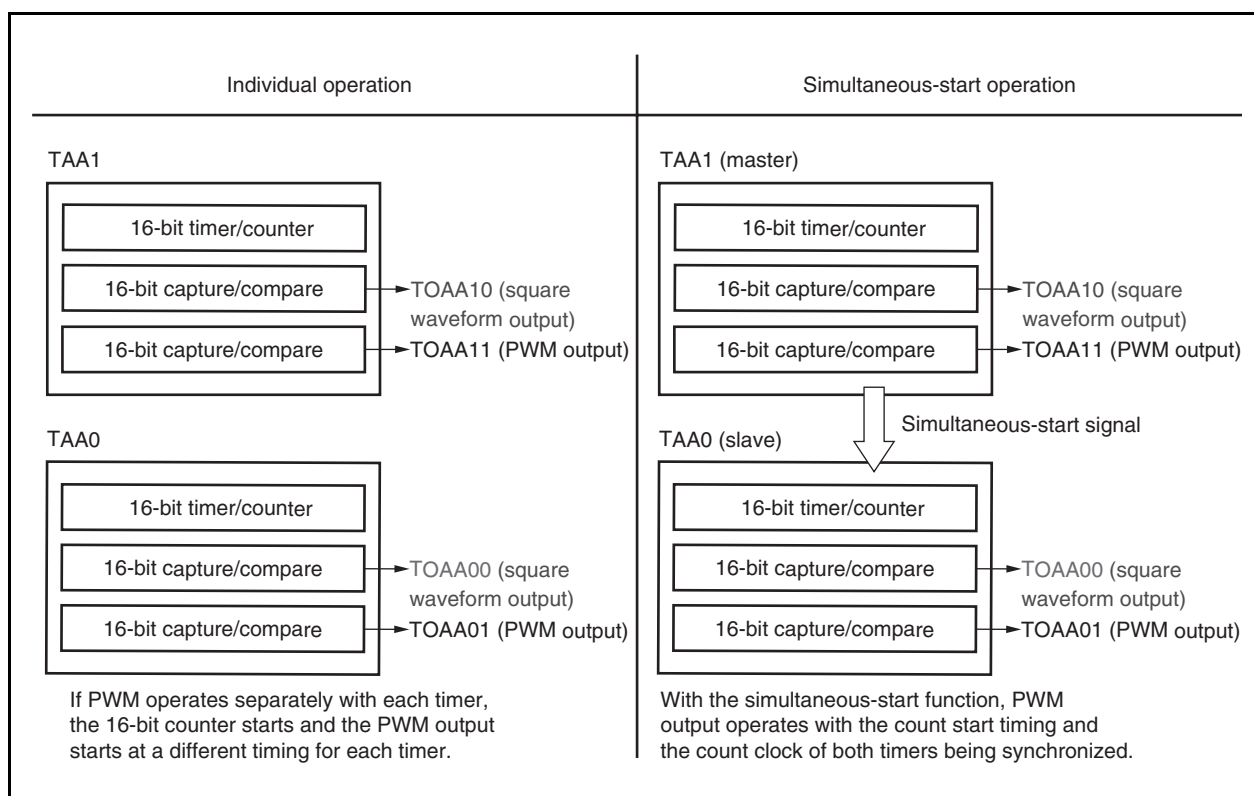 Individual operation
TAA1
16-bit timer/counter
16-bit capture/compare
TOAA10 (square
waveform output)
16-bit capture/compare
TOAA11 (PWM output)
TAA0
16-bit timer/counter
16-bit capture/compare
TOAA00 (square
waveform output)
16-bit capture/compare
TOAA01 (PWM output)
If PWM operates separately with each timer,
the 16-bit counter starts and the PWM output
starts at a different timing for each timer.
Simultaneous-start operation
TAA1 (master)
16-bit timer/counter
16-bit capture/compare
TOAA10 (square
waveform output)
16-bit capture/compare
TOAA11 (PWM output)
Simultaneous-start signal
TAA0 (slave)
16-bit timer/counter
16-bit capture/compare
TOAA00 (square
waveform output)
16-bit capture/compare
TOAA01 (PWM output)
With the simultaneous-start function, PWM
output operates with the count start timing and
the count clock of both timers being synchronized.